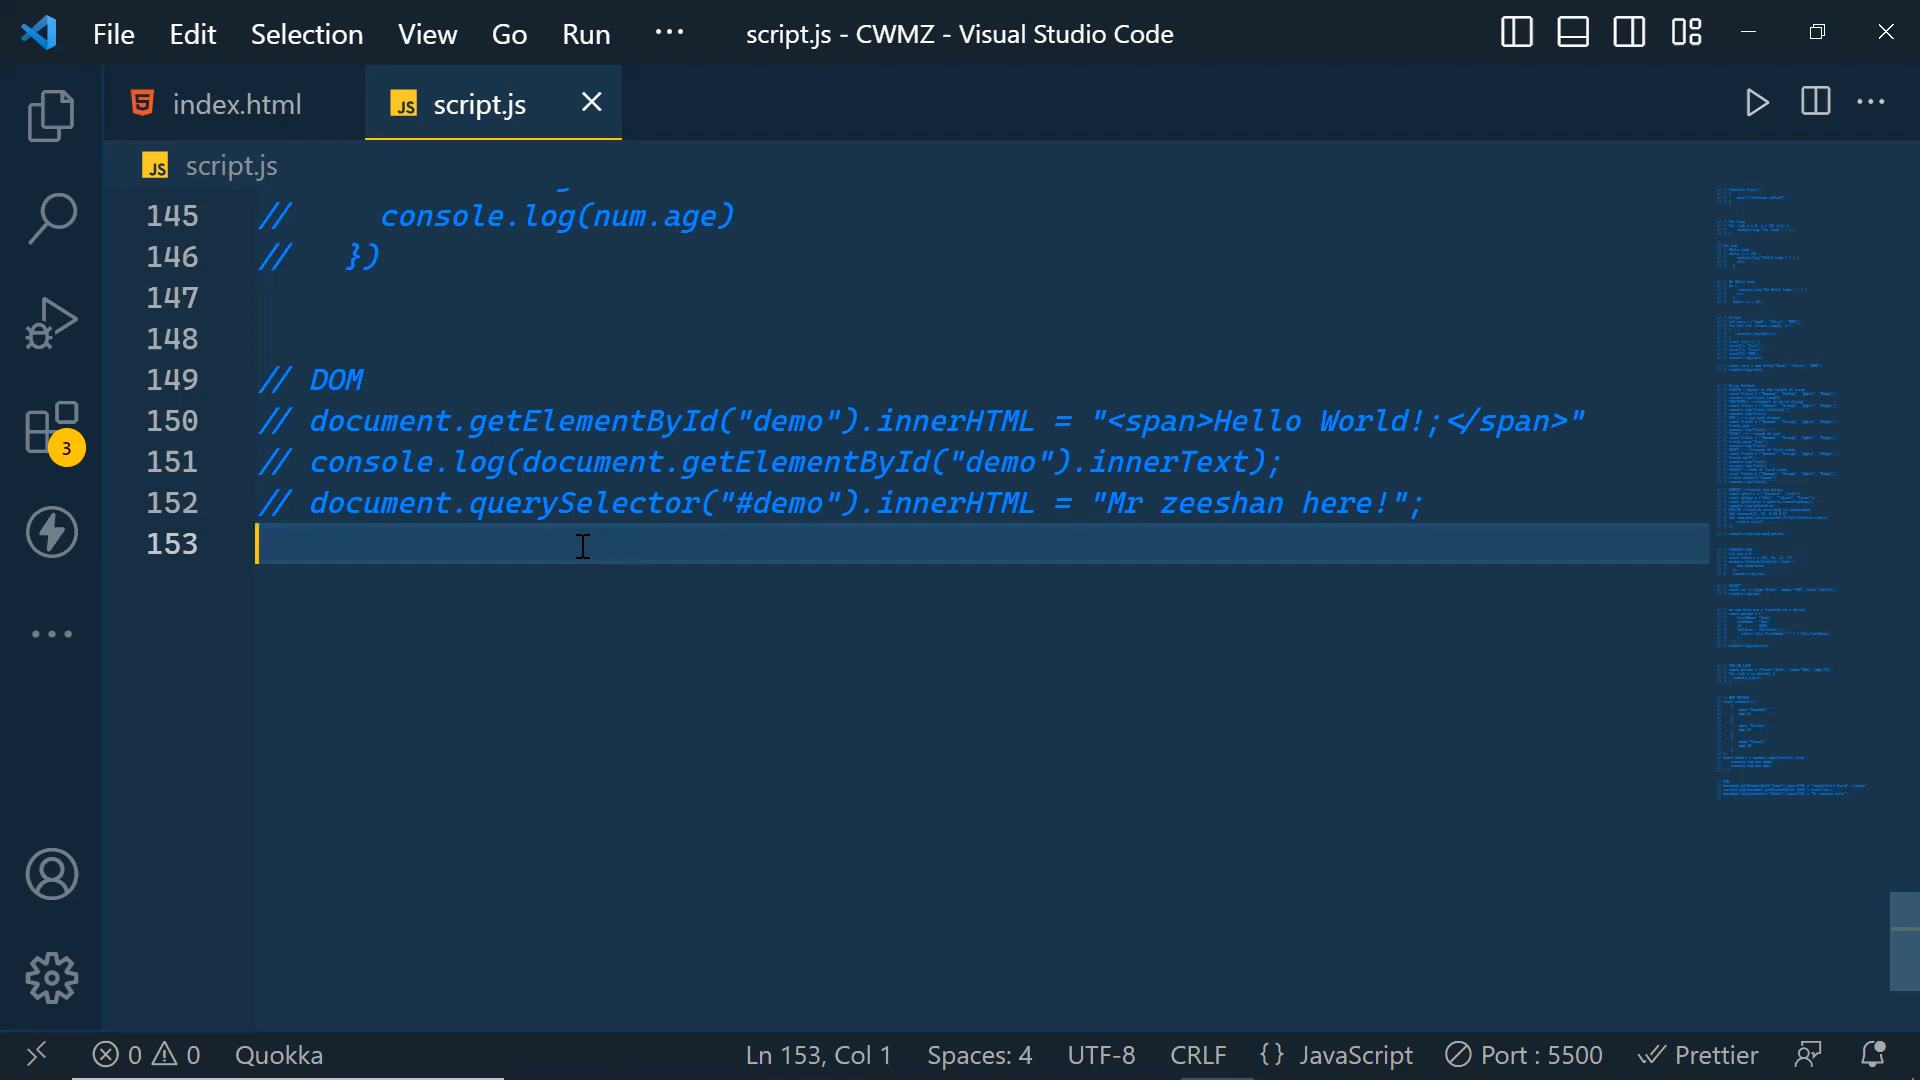 File Edit Selection View Go Run ··· script.js - CWMZ - Visual Studio Code
index.html JS script.js
JS script.js
145 // console.log(num.age)
146 // })
147
148
149 // DOM
150 // document.getElementById("demo").innerHTML = "<span>Hello World!;</span>"
151 // console.log(document.getElementById("demo").innerText);
152 // document.querySelector("#demo").innerHTML = "Mr zeeshan here!";
153
3
0 0 Quokka Ln 153, Col 1 Spaces: 4 UTF-8 CRLF {} JavaScript Port : 5500 Prettier